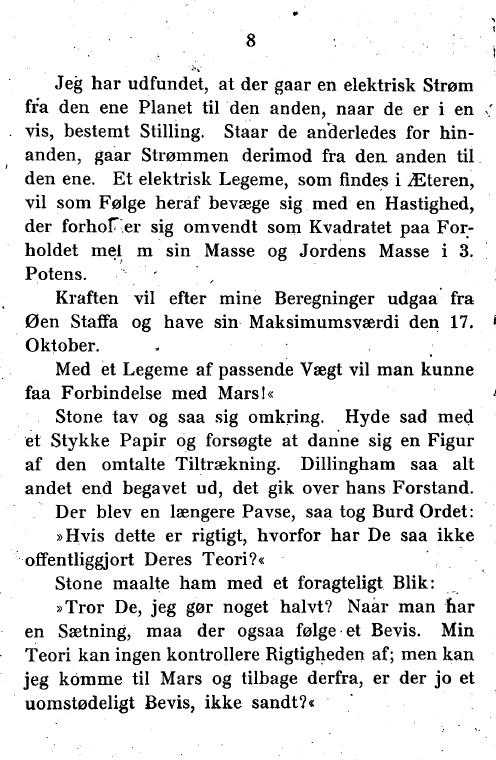 8
Jeg har udfundet, at der gaar en elektrisk Strøm
fra den ene Planet til den anden, naar de er i en
vis, bestemt Stilling. Staar de anderledes for hin-
anden, gaar Strømmen derimod fra den anden til
den ene. Et elektrisk Legeme, som findes i Æteren,
vil som Følge heraf bevæge sig med en Hastighed,
der sig omvendt som Kvadratet paa For-
holdet m sin Masse og Jordens Masse i 3.
Potens.
Kraften vil efter mine Beregninger udgaa fra
Øen Staffa og have sin Maksimumsværdi den 17.
Oktober.
Med et Legeme af passende Vægt vil man kunne
faa Forbindelse med Mars!«
Stone tav og saa sig omkring. Hyde sad med
et Stykke Papir og forsøgte at danne sig en Figur
af den omtalte Tiltrækning. Dillingham saa alt
andet end begavet ud, det gik over hans Forstand.
Der blev en længere Pavse, saa tog Burd Ordet:
»Hvis dette er rigtigt, hvorfor har De saa ikke
offentliggjort Deres Teori?«
Stone maalte ham med et foragteligt Blik:
»Tror De, jeg gør noget halvt? Naar man har
en Sætning, maa der ogsaa følge et Bevis. Min
Teori kan ingen kontrollere Rigtigheden af; men kan
jeg komme til Mars og tilbage derfra, er der jo et
uomstødeligt Bevis, ikke sandt?«